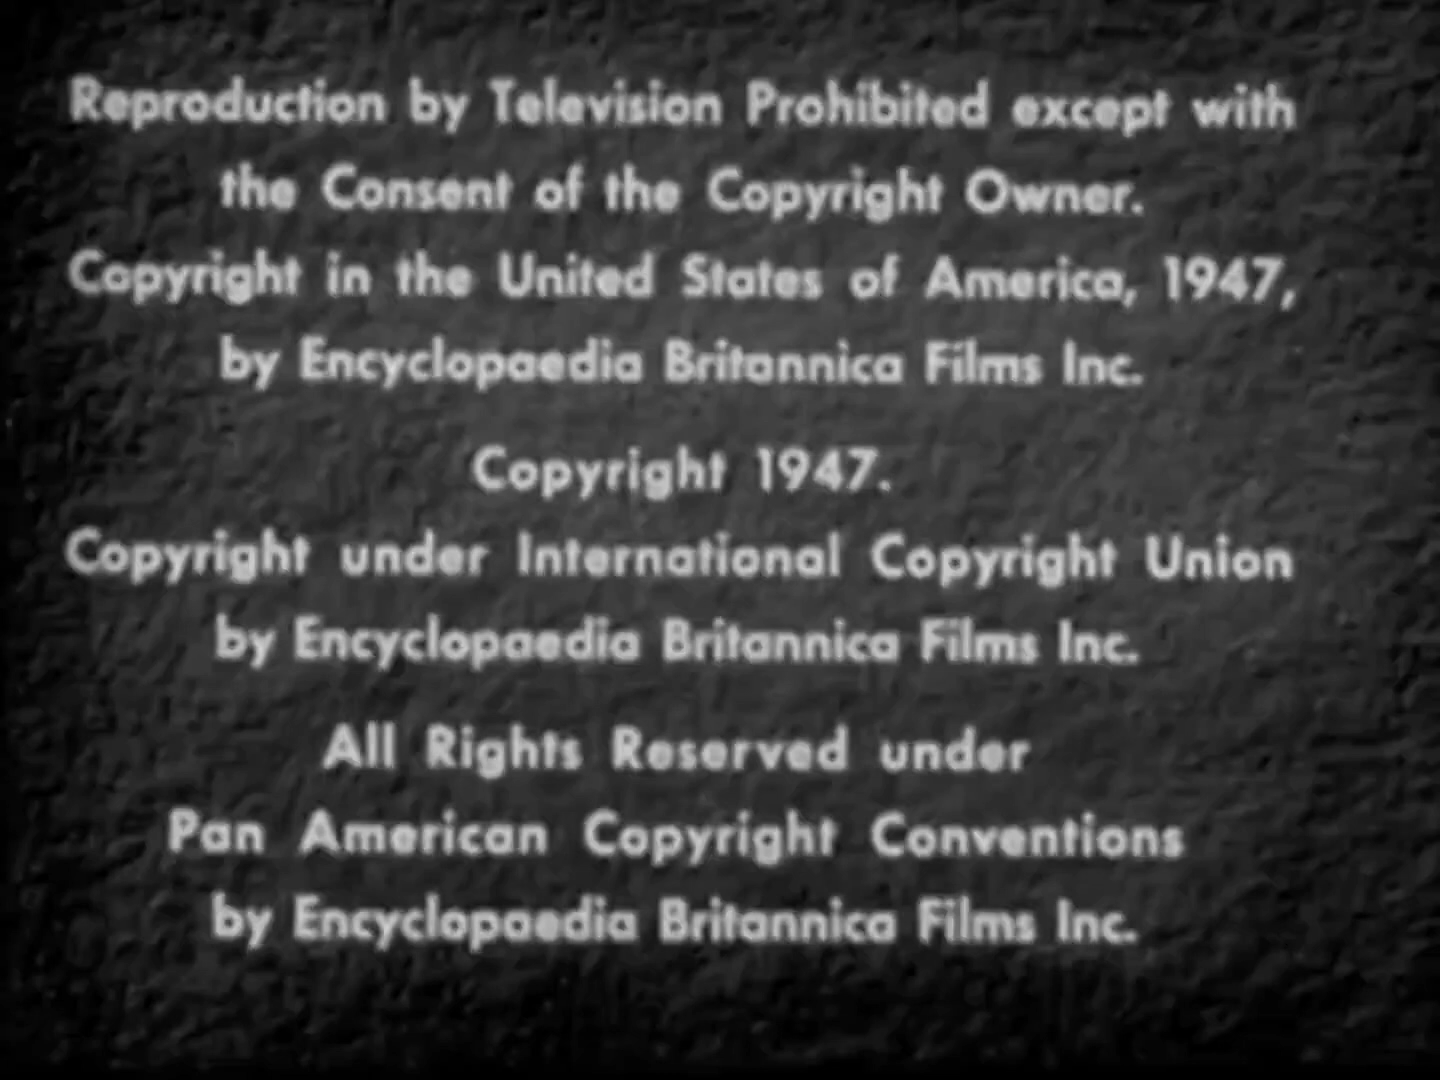 Reproduction by Television Prohibited except with
the Consent of the Copyright Owner.
Copyright in the United States of America, 1947,
by Encyclopaedia Britannica Films Inc.
Copyright 1947.
Copyright under International Copyright Union
by Encyclopaedia Britannica Films Inc.
All Rights Reserved under
Pan American Copyright Conventions
by Encyclopaedia Britannica Films Inc.